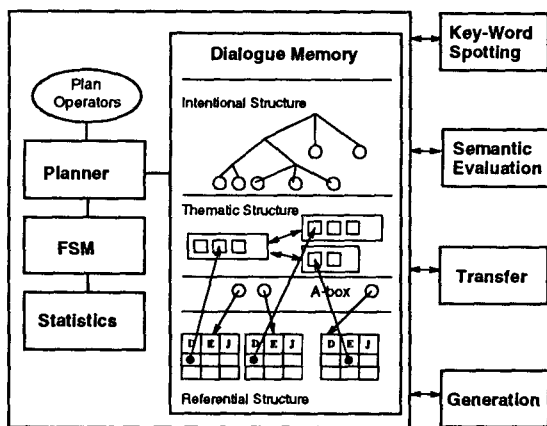 Key-Word
Spotting
Dialogue Memory
Plan
Operators
Intentional Structure
Planner
Semantic
Evaluation
Thematic Structure
FSM
Transfer
A-box
Statistics
D E J D E J D E J
Referential Structure
Generation